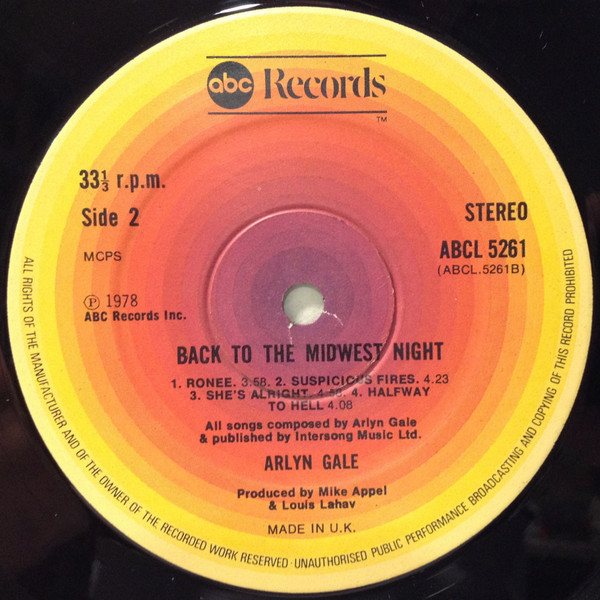 abc Records
TM
33⅓ r.p.m.
Side 2
STEREO
MCPS
ABCL 5261
(ABCL.5261B)
Ⓟ 1978
ABC Records Inc.
BACK TO THE MIDWEST NIGHT
1. RONEE. 3.58. 2. SUSPICIOUS FIRES. 4.23
3. SHE'S ALRIGHT. 4.58. 4. HALFWAY
TO HELL 4.08
All songs composed by Arlyn Gale
& published by Intersong Music Ltd.
ARLYN GALE
Produced by Mike Appel
& Louis Lahav
MADE IN U.K.
ALL RIGHTS OF THE MANUFACTURER AND OF THE OWNER OF THE RECORDED WORK RESERVED · UNAUTHORISED PUBLIC PERFORMANCE BROADCASTING AND COPYING OF THIS RECORD PROHIBITED